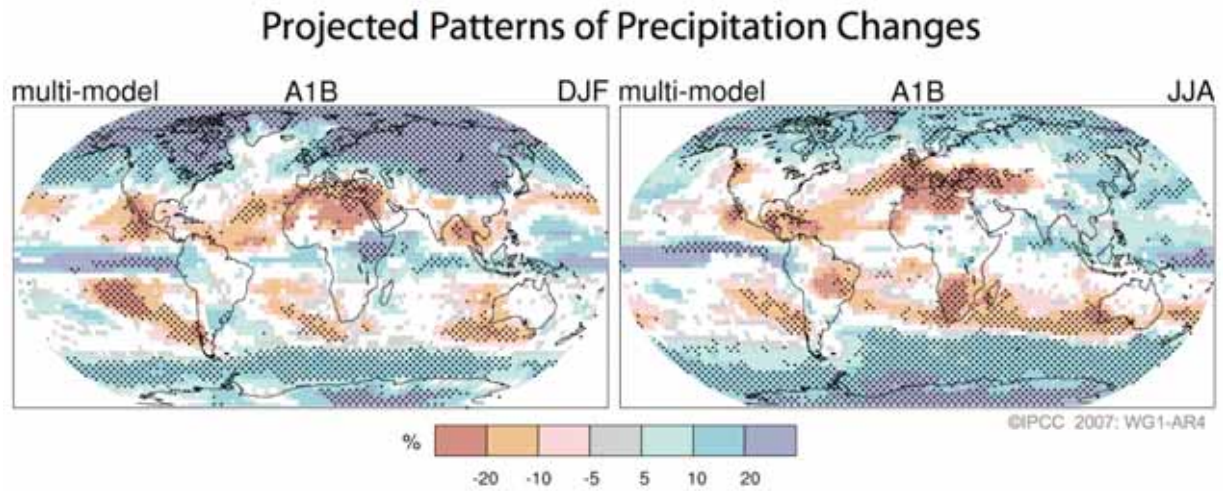 Projected Patterns of Precipitation Changes
multi-model A1B DJF multi-model A1B JJA
©IPCC 2007: WG1-AR4
%
-20 -10 -5 5 10 20